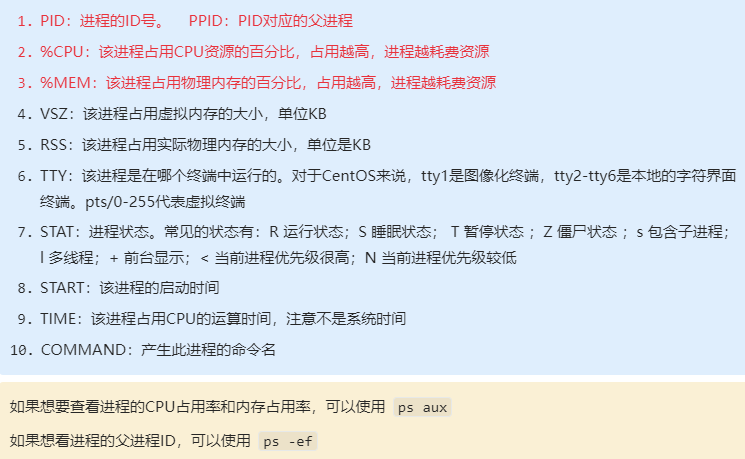 1. PID：进程的ID号。 PPID：PID对应的父进程
2. %CPU：该进程占用CPU资源的百分比，占用越高，进程越耗费资源
3. %MEM：该进程占用物理内存的百分比，占用越高，进程越耗费资源
4. VSZ：该进程占用虚拟内存的大小，单位KB
5. RSS：该进程占用实际物理内存的大小，单位是KB
6. TTY：该进程是在哪个终端中运行的。对于CentOS来说，tty1是图像化终端，tty2-tty6是本地的字符界面
终端。pts/0-255代表虚拟终端
7. STAT：进程状态。常见的状态有：R 运行状态；S 睡眠状态； T 暂停状态 ；Z 僵尸状态 ；s 包含子进程；
l 多线程；+ 前台显示；< 当前进程优先级很高；N 当前进程优先级较低
8. START：该进程的启动时间
9. TIME：该进程占用CPU的运算时间，注意不是系统时间
10. COMMAND：产生此进程的命令名
如果想要查看进程的CPU占用率和内存占用率，可以使用 ps aux
如果想看进程的父进程ID，可以使用 ps -ef